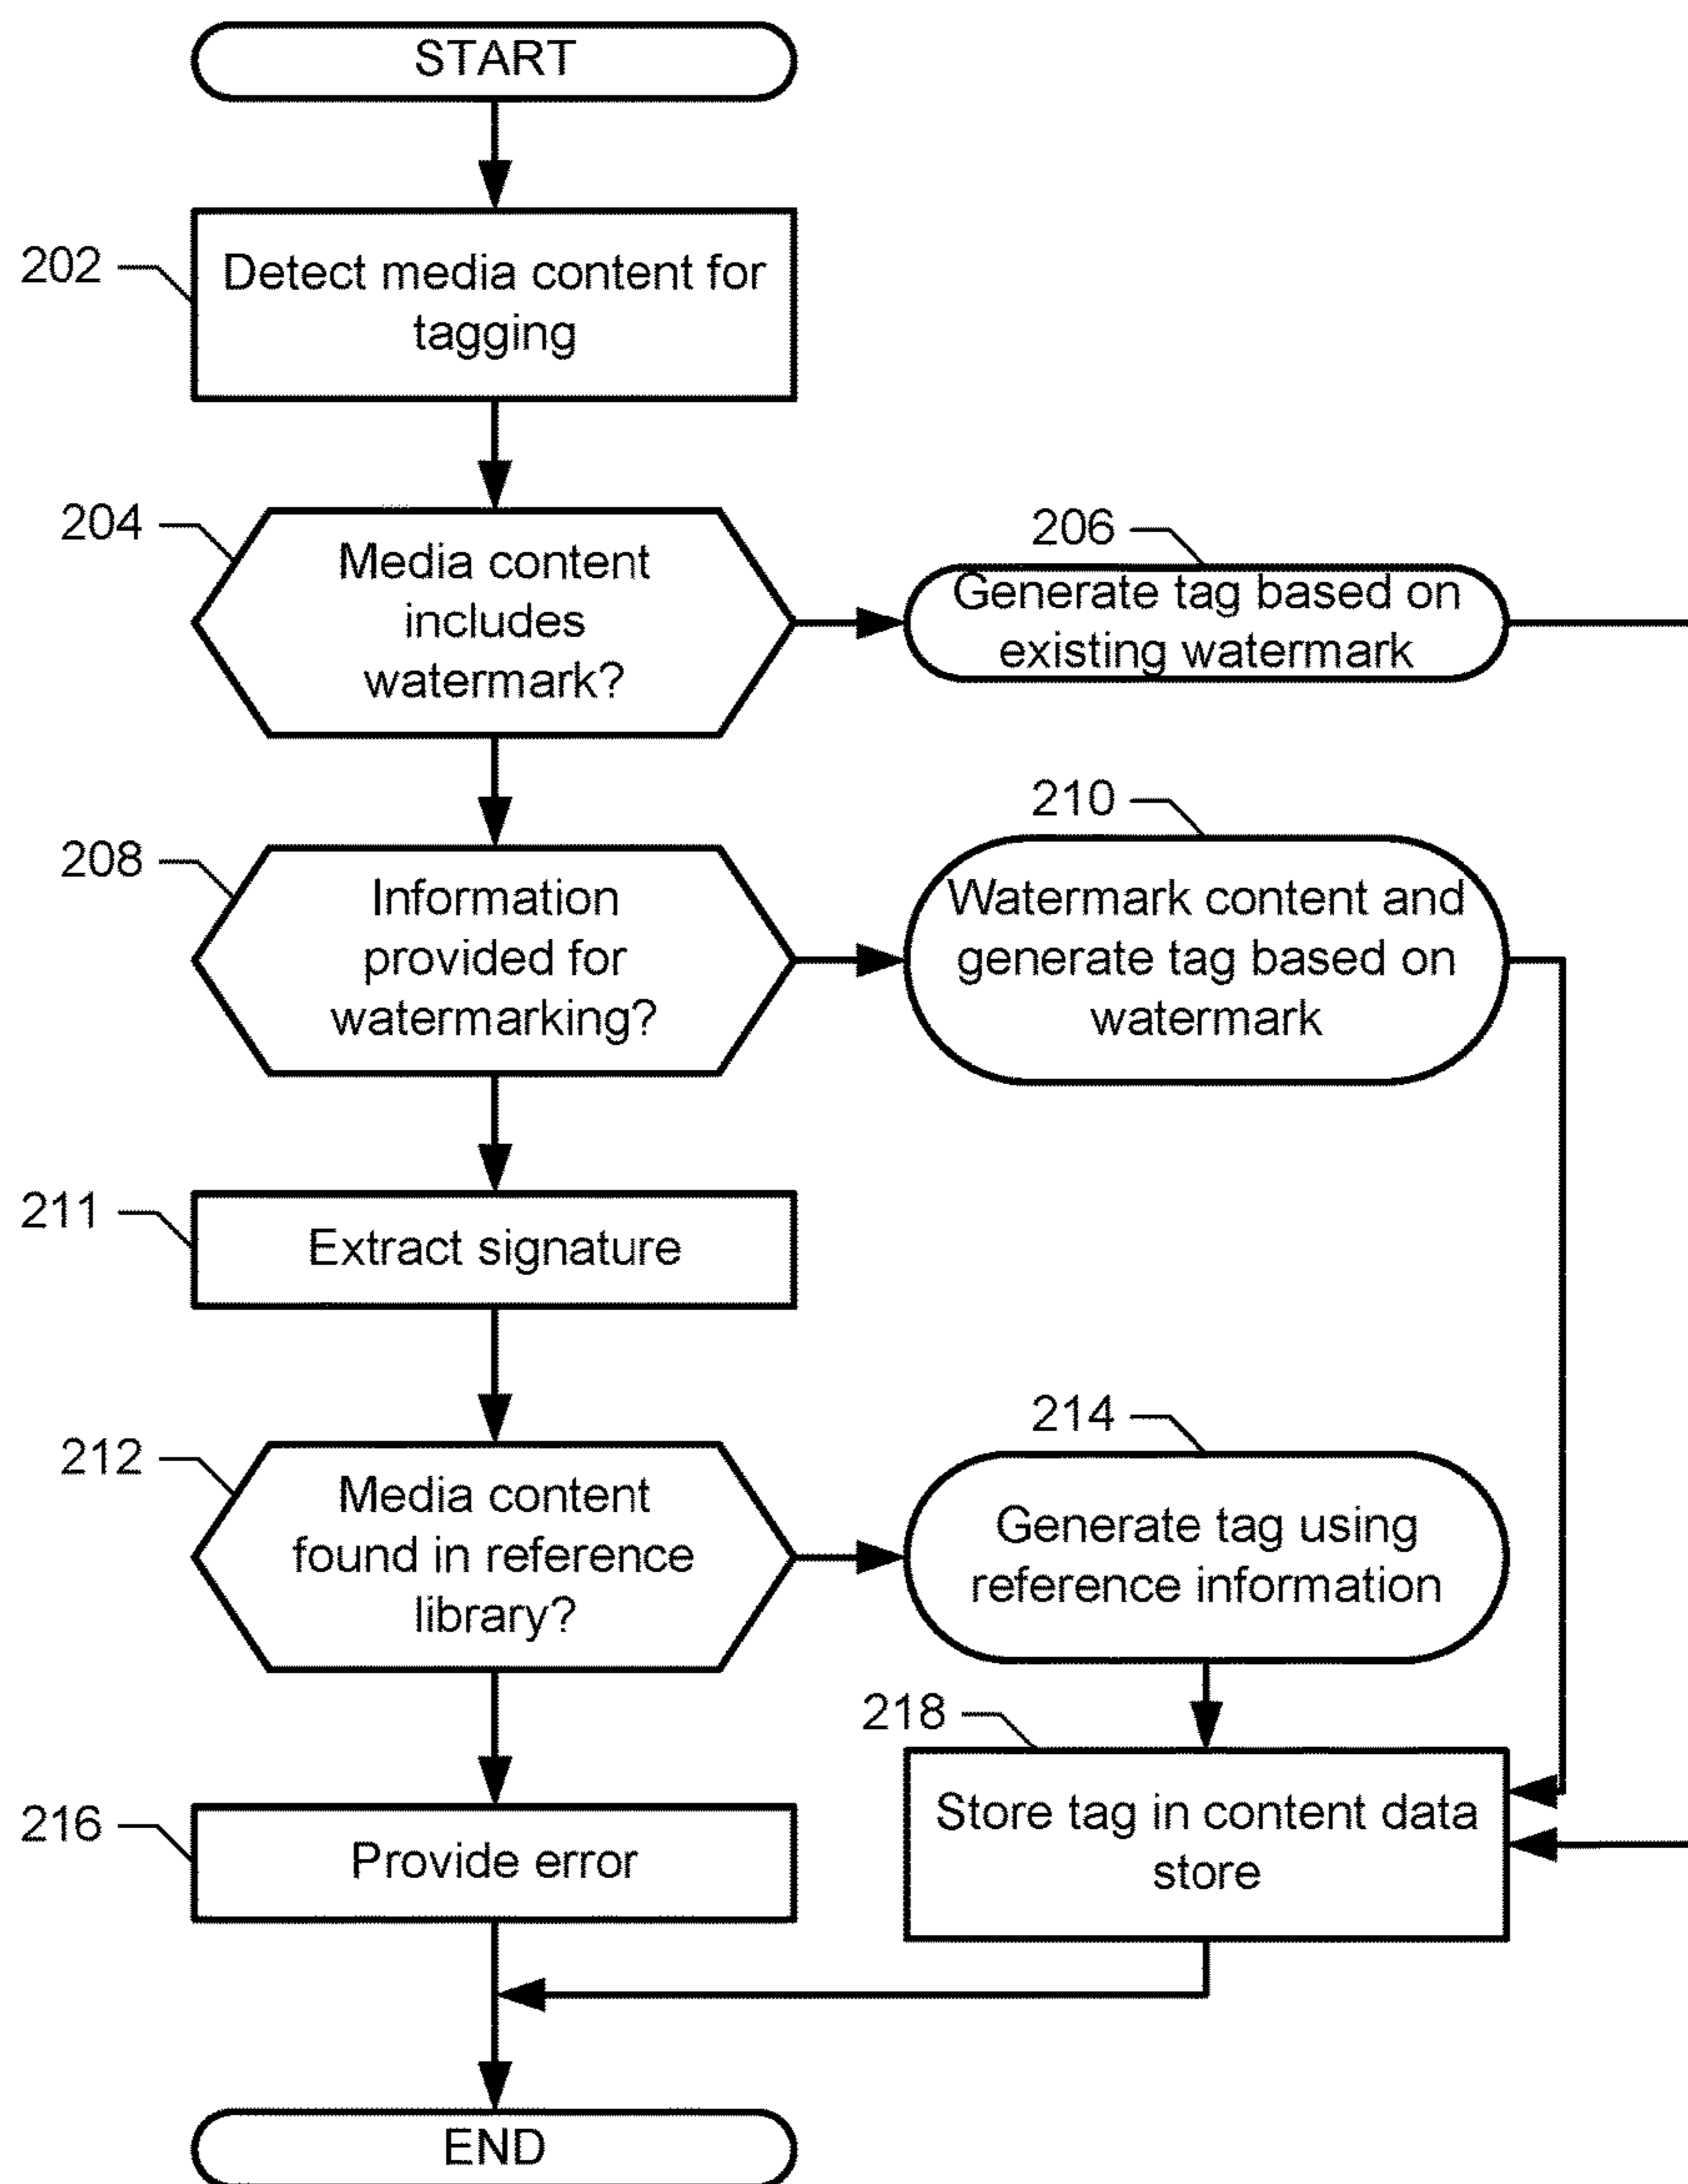 START
202
Detect media content for
tagging
204
Media content
includes
watermark?
206
Generate tag based on
existing watermark
208
Information
provided for
watermarking?
210
Watermark content and
generate tag based on
watermark
211
Extract signature
212
Media content
found in reference
library?
214
Generate tag using
reference information
216
Provide error
218
Store tag in content data
store
END